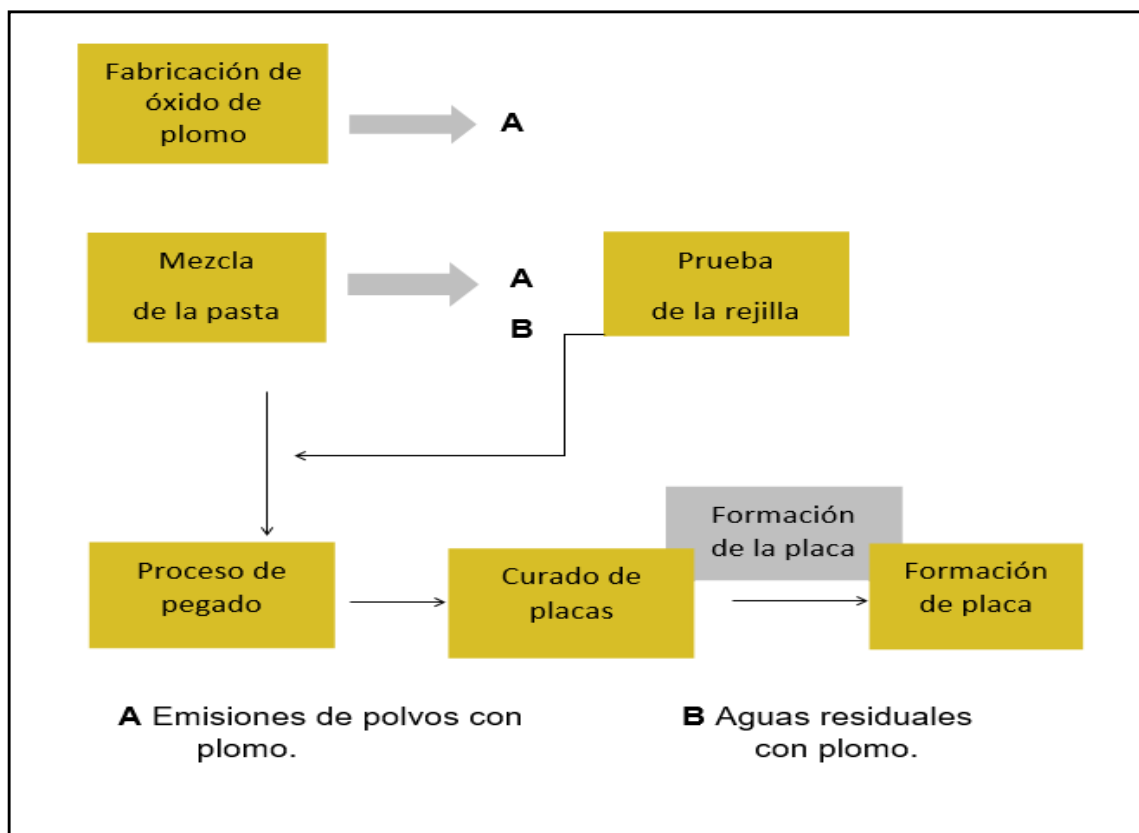 Fabricación de
óxido de
plomo
A
Mezcla
de la pasta
A
B
Prueba
de la rejilla
Formación
de la placa
Proceso de
pegado
Curado de
placas
Formación
de placa
A Emisiones de polvos con
plomo.
B Aguas residuales
con plomo.